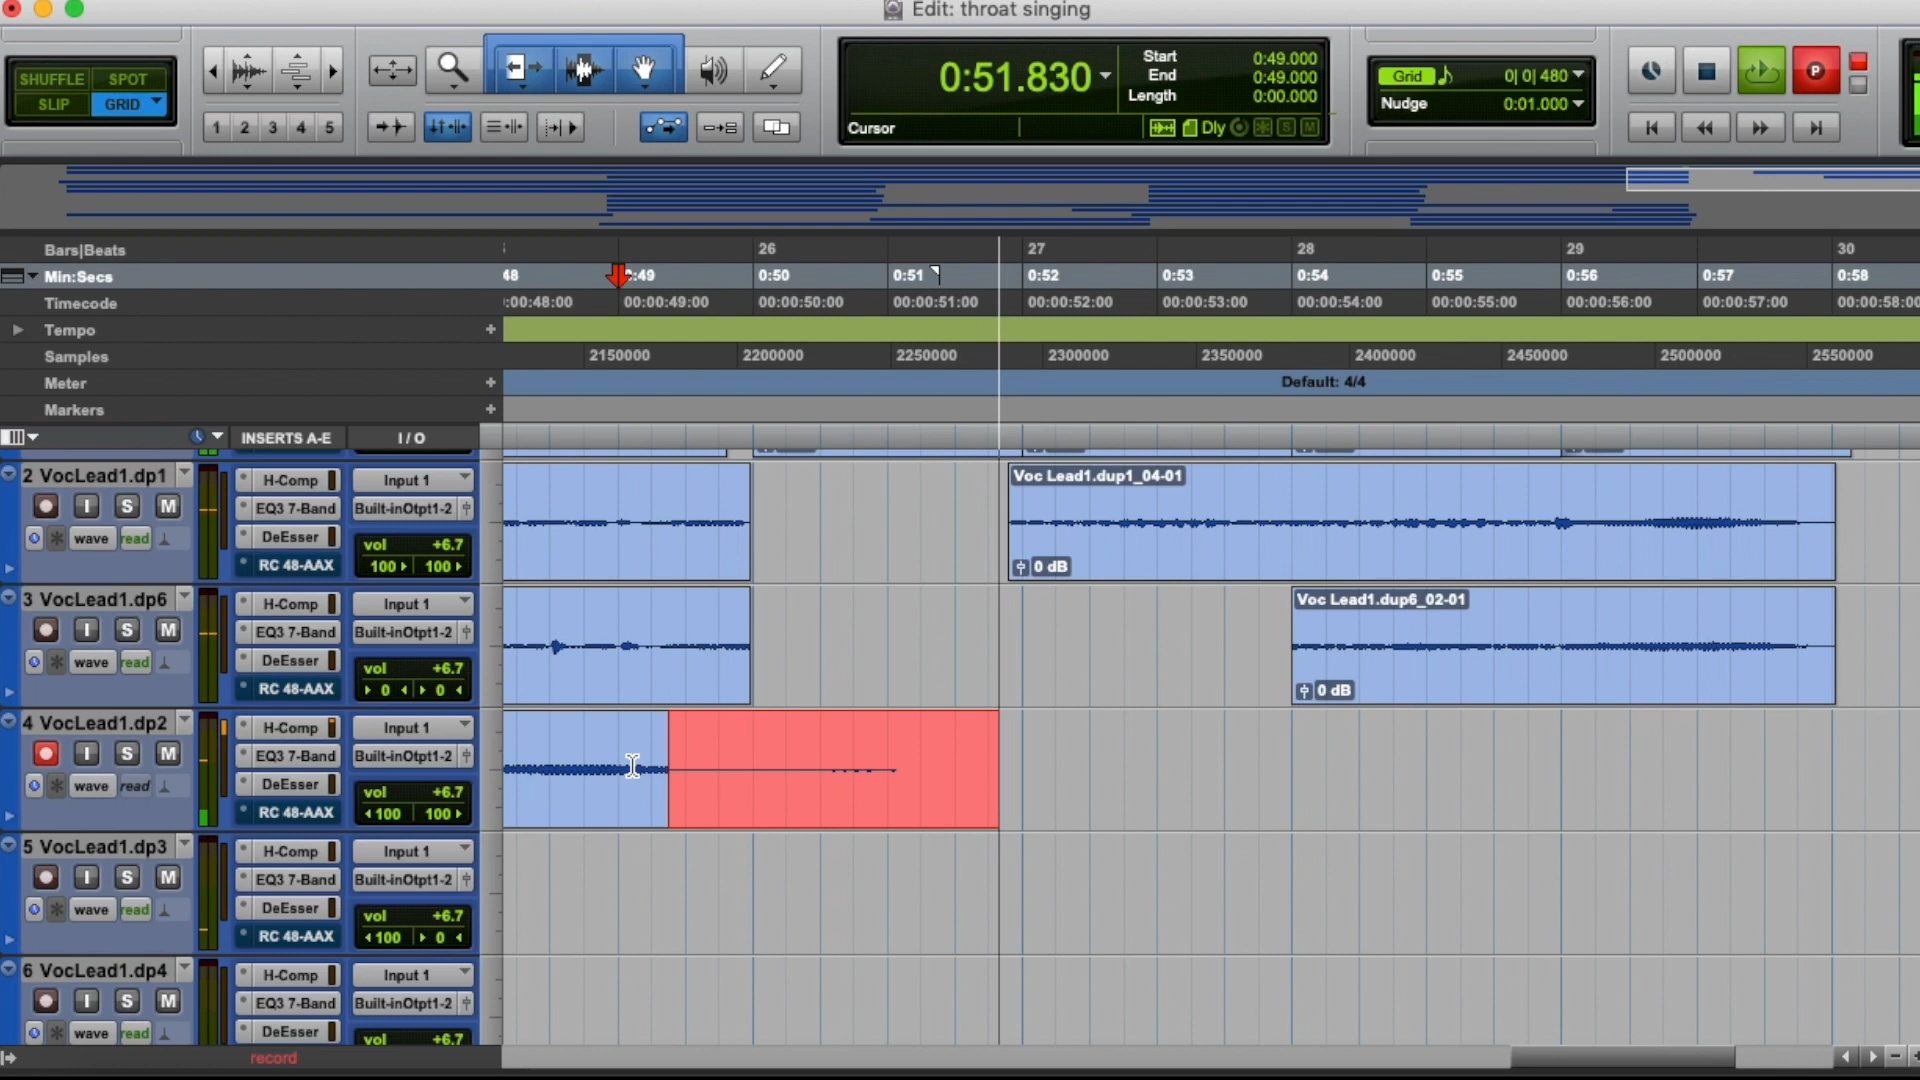 Edit: throat singing
SHUFFLE SPOT
SLIP GRID
1 2 3 4 5
0:51.830
Start 0:49.000
End 0:49.000
Length 0:00.000
Cursor
Dly S M
Grid 0| 0| 480
Nudge 0:01.000
P
Bars|Beats 26 27 28 29 30
Min:Secs 48 :49 0:50 0:51 0:52 0:53 0:54 0:55 0:56 0:57 0:58
Timecode :00:48:00 00:00:49:00 00:00:50:00 00:00:51:00 00:00:52:00 00:00:53:00 00:00:54:00 00:00:55:00 00:00:56:00 00:00:57:00 00:00:58:00
Tempo
Samples 2150000 2200000 2250000 2300000 2350000 2400000 2450000 2500000 2550000
Meter Default: 4/4
Markers
INSERTS A-E I / O
2 VocLead1.dp1 H-Comp Input 1 Voc Lead1.dup1_04-01
I S M EQ3 7-Band Built-inOtpt1-2
wave read DeEsser vol +6.7
RC 48-AAX 100 100 0 dB
3 VocLead1.dp6 H-Comp Input 1 Voc Lead1.dup6_02-01
I S M EQ3 7-Band Built-inOtpt1-2
wave read DeEsser vol +6.7
RC 48-AAX 0 0 0 dB
4 VocLead1.dp2 H-Comp Input 1
I S M EQ3 7-Band Built-inOtpt1-2
wave read DeEsser vol +6.7
RC 48-AAX 100 100
5 VocLead1.dp3 H-Comp Input 1
I S M EQ3 7-Band Built-inOtpt1-2
wave read DeEsser vol +6.7
RC 48-AAX 100 0
6 VocLead1.dp4 H-Comp Input 1
I S M EQ3 7-Band Built-inOtpt1-2
wave read DeEsser vol +6.7
record